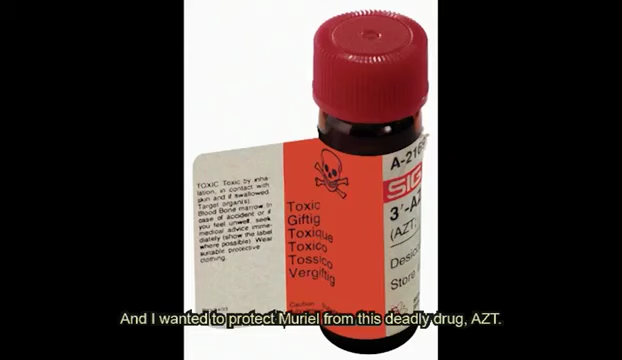 TOXIC Toxic by inha-
lation, in contact with
skin and if swallowed.
Target organ(s):
Blood Bone marrow. In
case of accident or if
you feel unwell, seek
medical advice imme-
diately (show the label
where possible). Wear
suitable protective
clothing.
Toxic
Giftig
Toxique
Toxico
Tossico
Vergiftig
Caution
A-216
SIG
3'-A
(AZT
Desicc
Store
And I wanted to protect Muriel from this deadly drug, AZT.